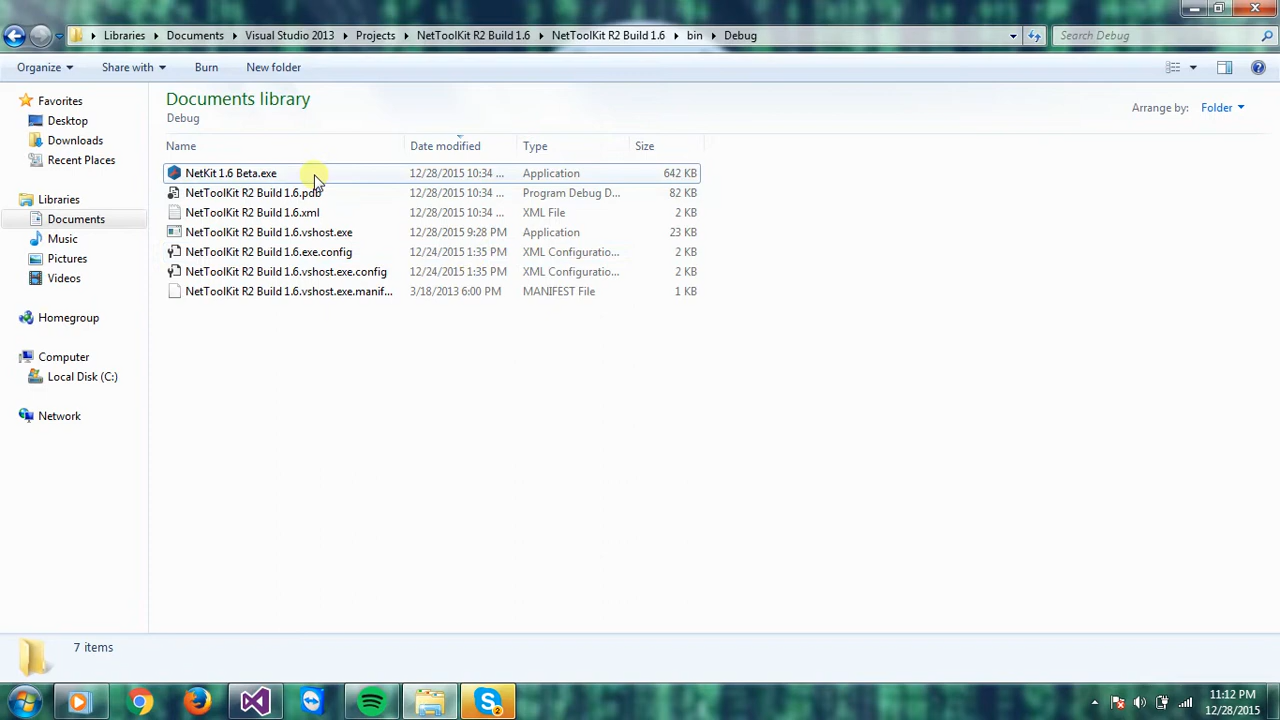 Libraries Documents Visual Studio 2013 Projects NetToolKit R2 Build 1.6 NetToolKit R2 Build 1.6 bin Debug Search Debug
Organize Share with Burn New folder
Favorites
Desktop
Downloads
Recent Places
Libraries
Documents
Music
Pictures
Videos
Homegroup
Computer
Local Disk (C:)
Network
Documents library
Debug
Arrange by: Folder
Name Date modified Type Size
NetKit 1.6 Beta.exe 12/28/2015 10:34 ... Application 642 KB
NetToolKit R2 Build 1.6.pdb 12/28/2015 10:34 ... Program Debug D... 82 KB
NetToolKit R2 Build 1.6.xml 12/28/2015 10:34 ... XML File 2 KB
NetToolKit R2 Build 1.6.vshost.exe 12/28/2015 9:28 PM Application 23 KB
NetToolKit R2 Build 1.6.exe.config 12/24/2015 1:35 PM XML Configuratio... 2 KB
NetToolKit R2 Build 1.6.vshost.exe.config 12/24/2015 1:35 PM XML Configuratio... 2 KB
NetToolKit R2 Build 1.6.vshost.exe.manif... 3/18/2013 6:00 PM MANIFEST File 1 KB
7 items
2
11:12 PM
12/28/2015